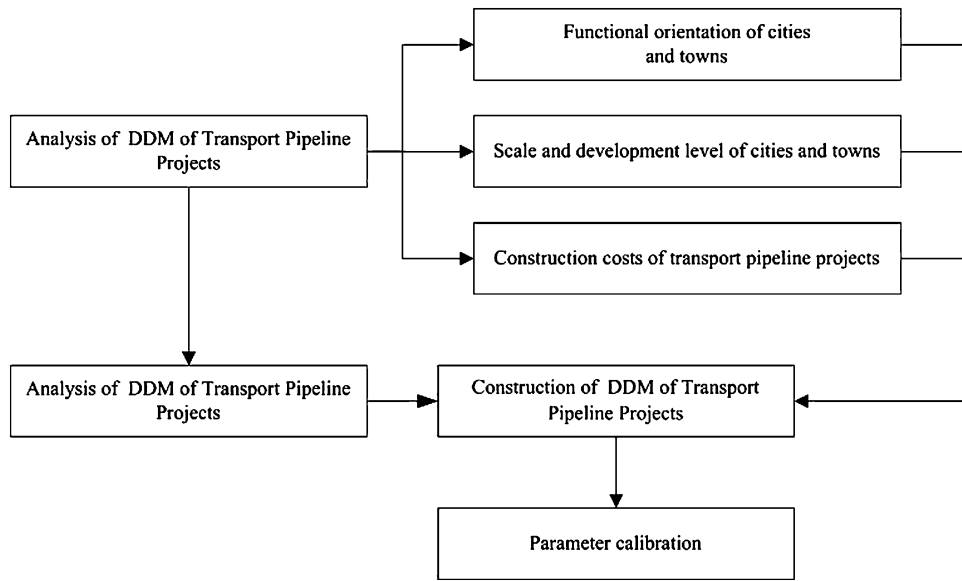 Functional orientation of cities
and towns
Analysis of DDM of Transport Pipeline
Projects
Scale and development level of cities and towns
Construction costs of transport pipeline projects
Analysis of DDM of Transport Pipeline
Projects
Construction of DDM of Transport
Pipeline Projects
Parameter calibration